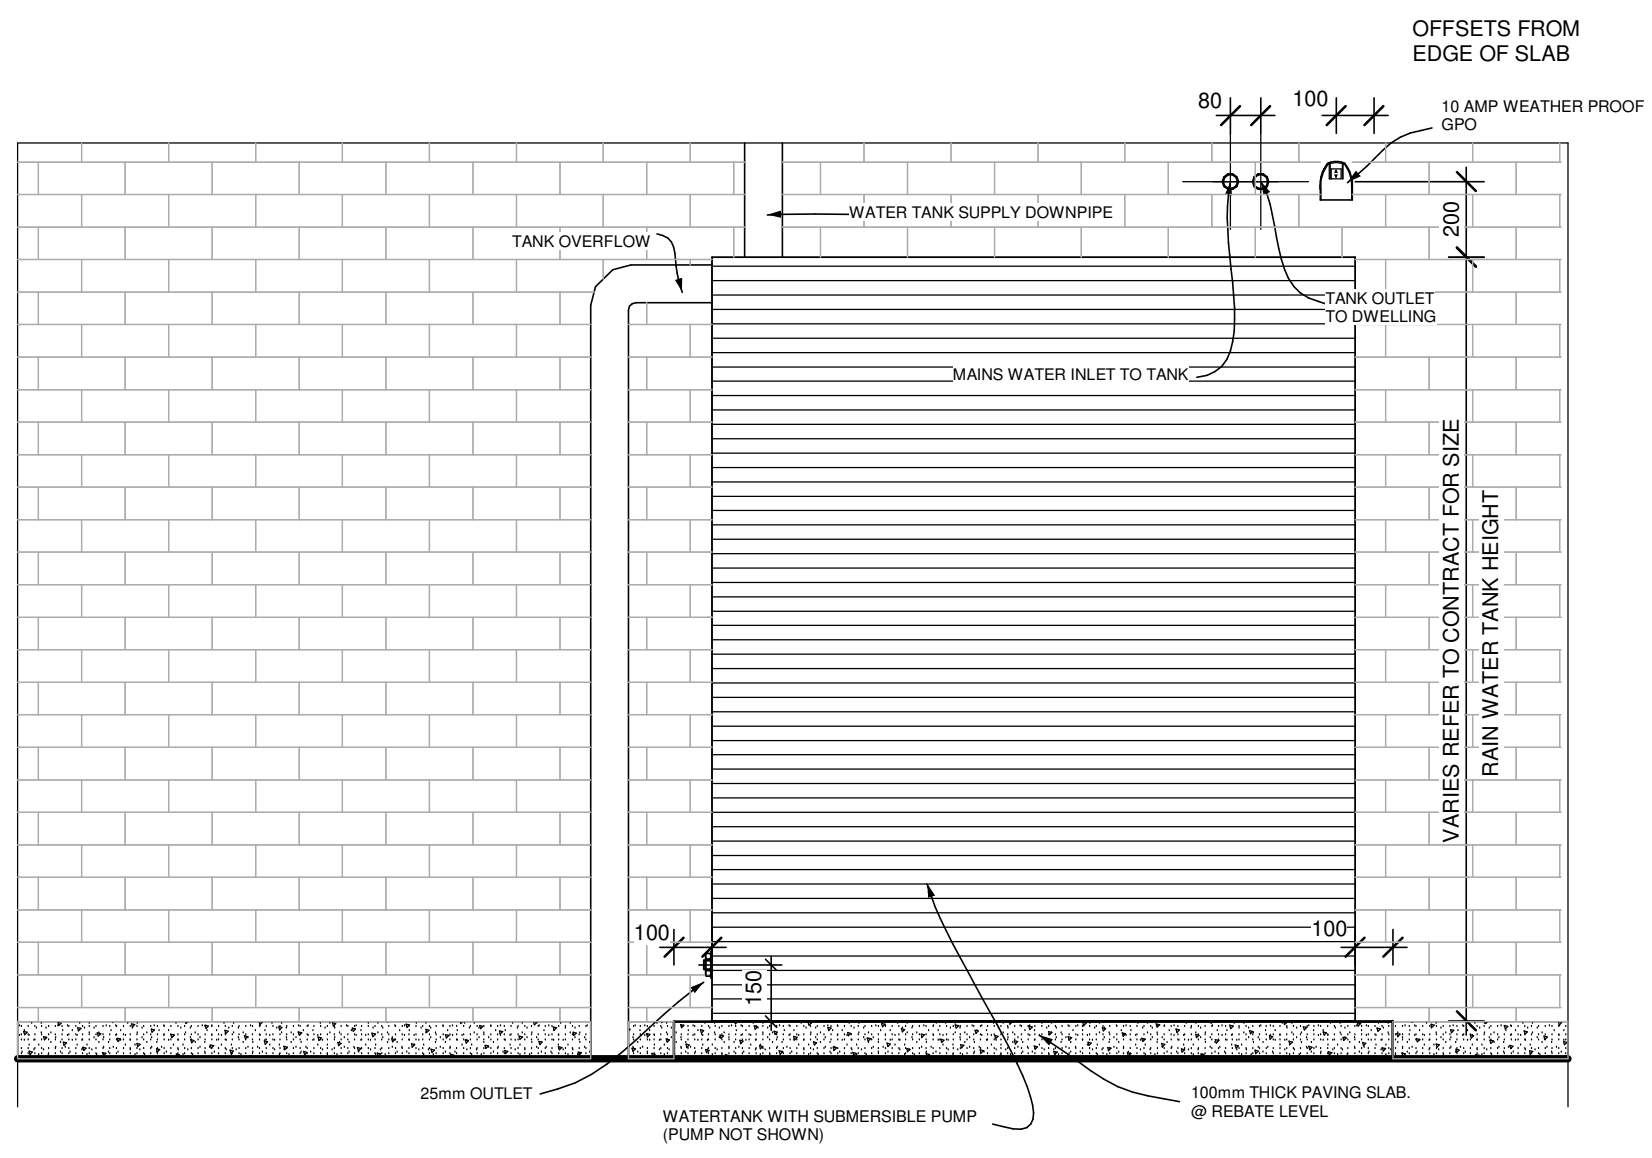 OFFSETS FROM
EDGE OF SLAB
80
100
10 AMP WEATHER PROOF
GPO
WATER TANK SUPPLY DOWNPIPE
200
TANK OVERFLOW
TANK OUTLET
TO DWELLING
MAINS WATER INLET TO TANK
VARIES REFER TO CONTRACT FOR SIZE
RAIN WATER TANK HEIGHT
100
100
150
25mm OUTLET
100mm THICK PAVING SLAB.
@ REBATE LEVEL
WATERTANK WITH SUBMERSIBLE PUMP
(PUMP NOT SHOWN)